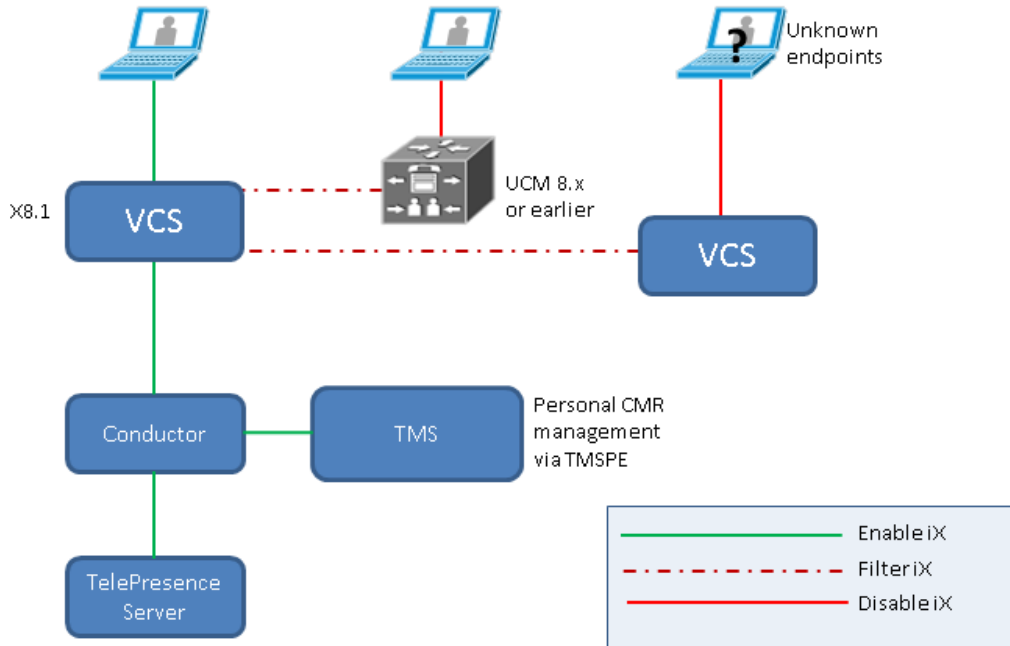 ?
Unknown
endpoints
X8.1
VCS
UCM 8.x
or earlier
VCS
Conductor
TMS
Personal CMR
management
via TMSPE
TelePresence
Server
Enable iX
Filter iX
Disable iX